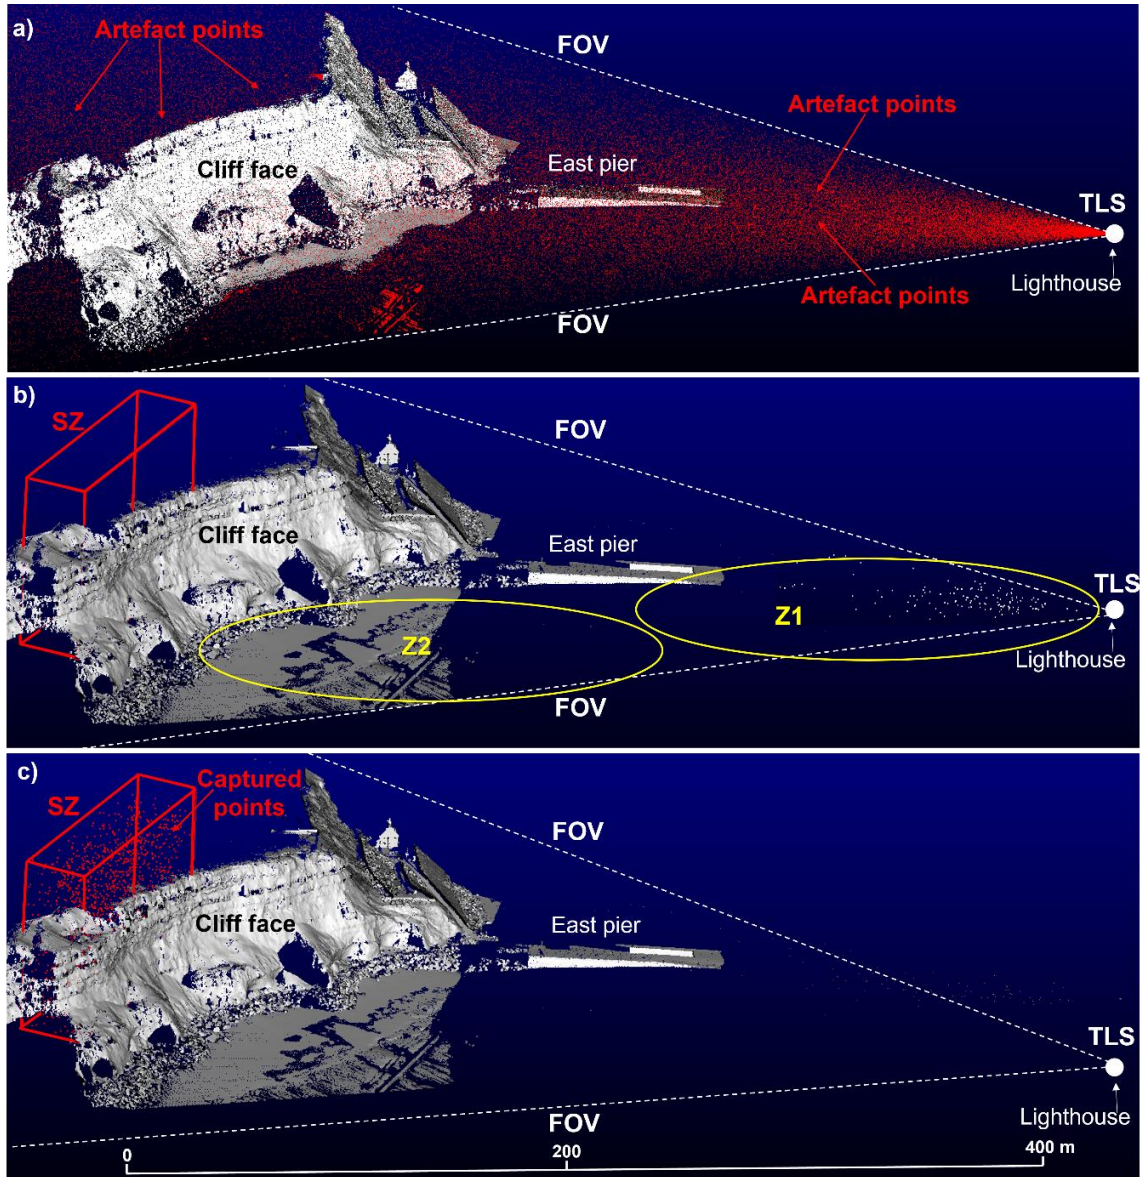 a)
Artefact points
FOV
Artefact points
Cliff face
East pier
TLS
Lighthouse
Artefact points
FOV
b)
SZ
FOV
Cliff face
East pier
TLS
Z1
Z2
Lighthouse
FOV
c)
Captured
points
SZ
FOV
Cliff face
East pier
TLS
Lighthouse
FOV
0
200
400 m